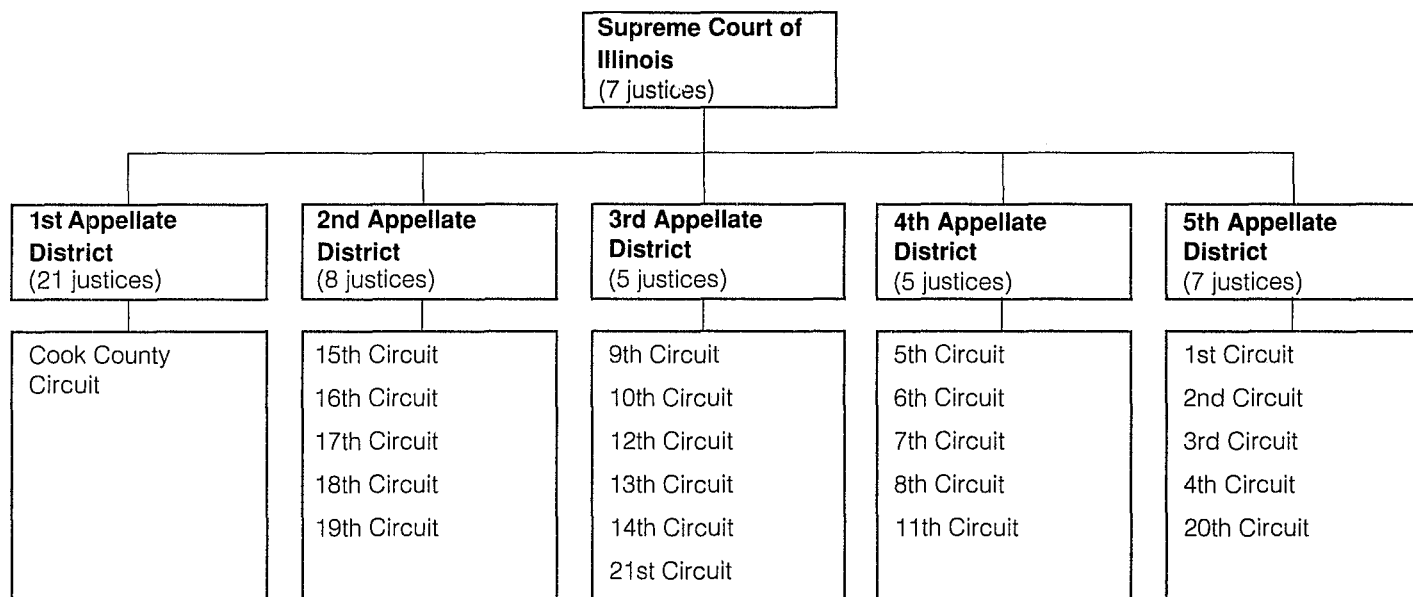 Supreme Court of
Illinois
(7 justices)
1st Appellate
District
(21 justices)
2nd Appellate
District
(8 justices)
3rd Appellate
District
(5 justices)
4th Appellate
District
(5 justices)
5th Appellate
District
(7 justices)
Cook County
Circuit
15th Circuit
16th Circuit
17th Circuit
18th Circuit
19th Circuit
9th Circuit
10th Circuit
12th Circuit
13th Circuit
14th Circuit
21st Circuit
5th Circuit
6th Circuit
7th Circuit
8th Circuit
11th Circuit
1st Circuit
2nd Circuit
3rd Circuit
4th Circuit
20th Circuit